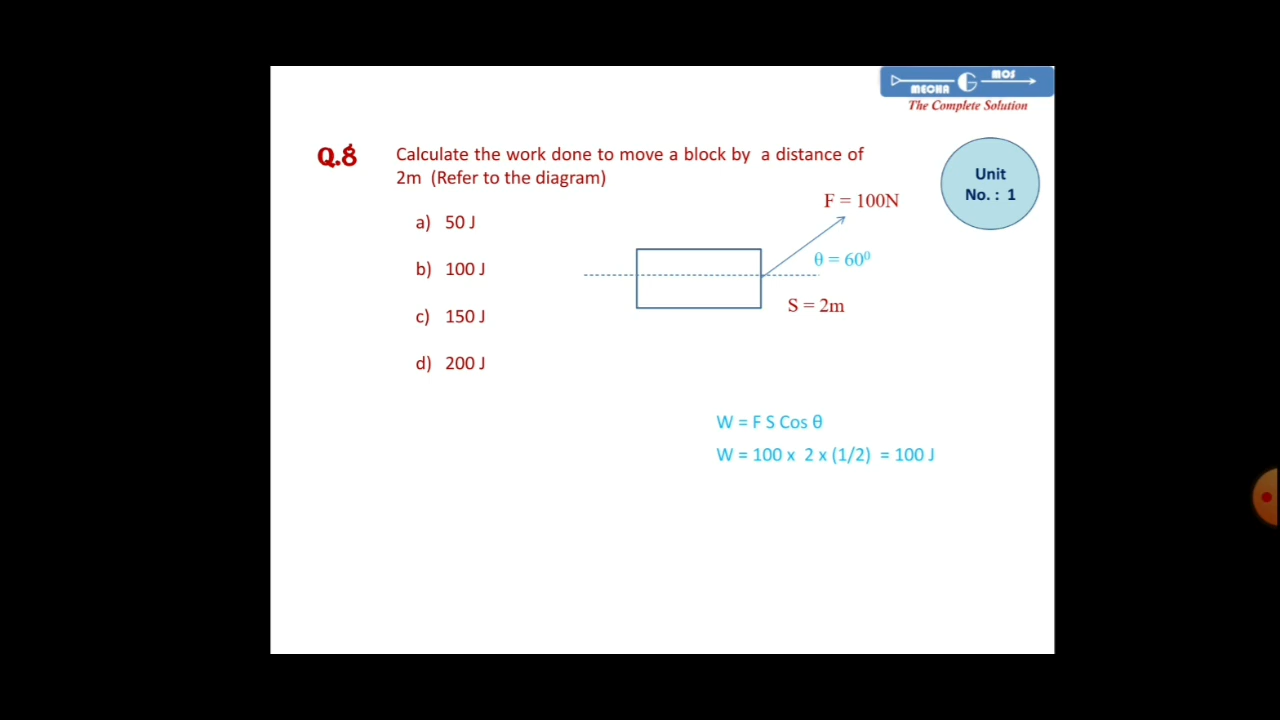 MECHA G MOS
The Complete Solution
Q.8 Calculate the work done to move a block by a distance of
2m (Refer to the diagram)
Unit
No. : 1
F = 100N
a) 50 J
b) 100 J
θ = 60⁰
S = 2m
c) 150 J
d) 200 J
W = F S Cos θ
W = 100 x 2 x (1/2) = 100 J